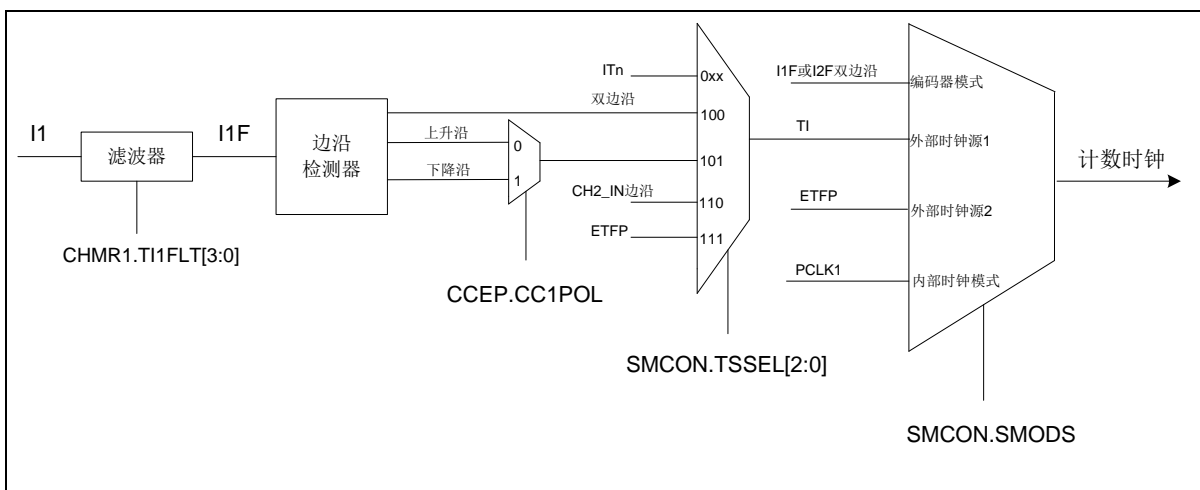 I1
滤波器
I1F
边沿
检测器
CHMR1.TI1FLT[3:0]
上升沿
下降沿
0
1
CCEP.CC1POL
ITn
双边沿
CH2_IN边沿
ETFP
0xx
100
101
110
111
SMCON.TSSEL[2:0]
I1F或I2F双边沿
TI
ETFP
PCLK1
编码器模式
外部时钟源1
外部时钟源2
内部时钟模式
SMCON.SMODS
计数时钟